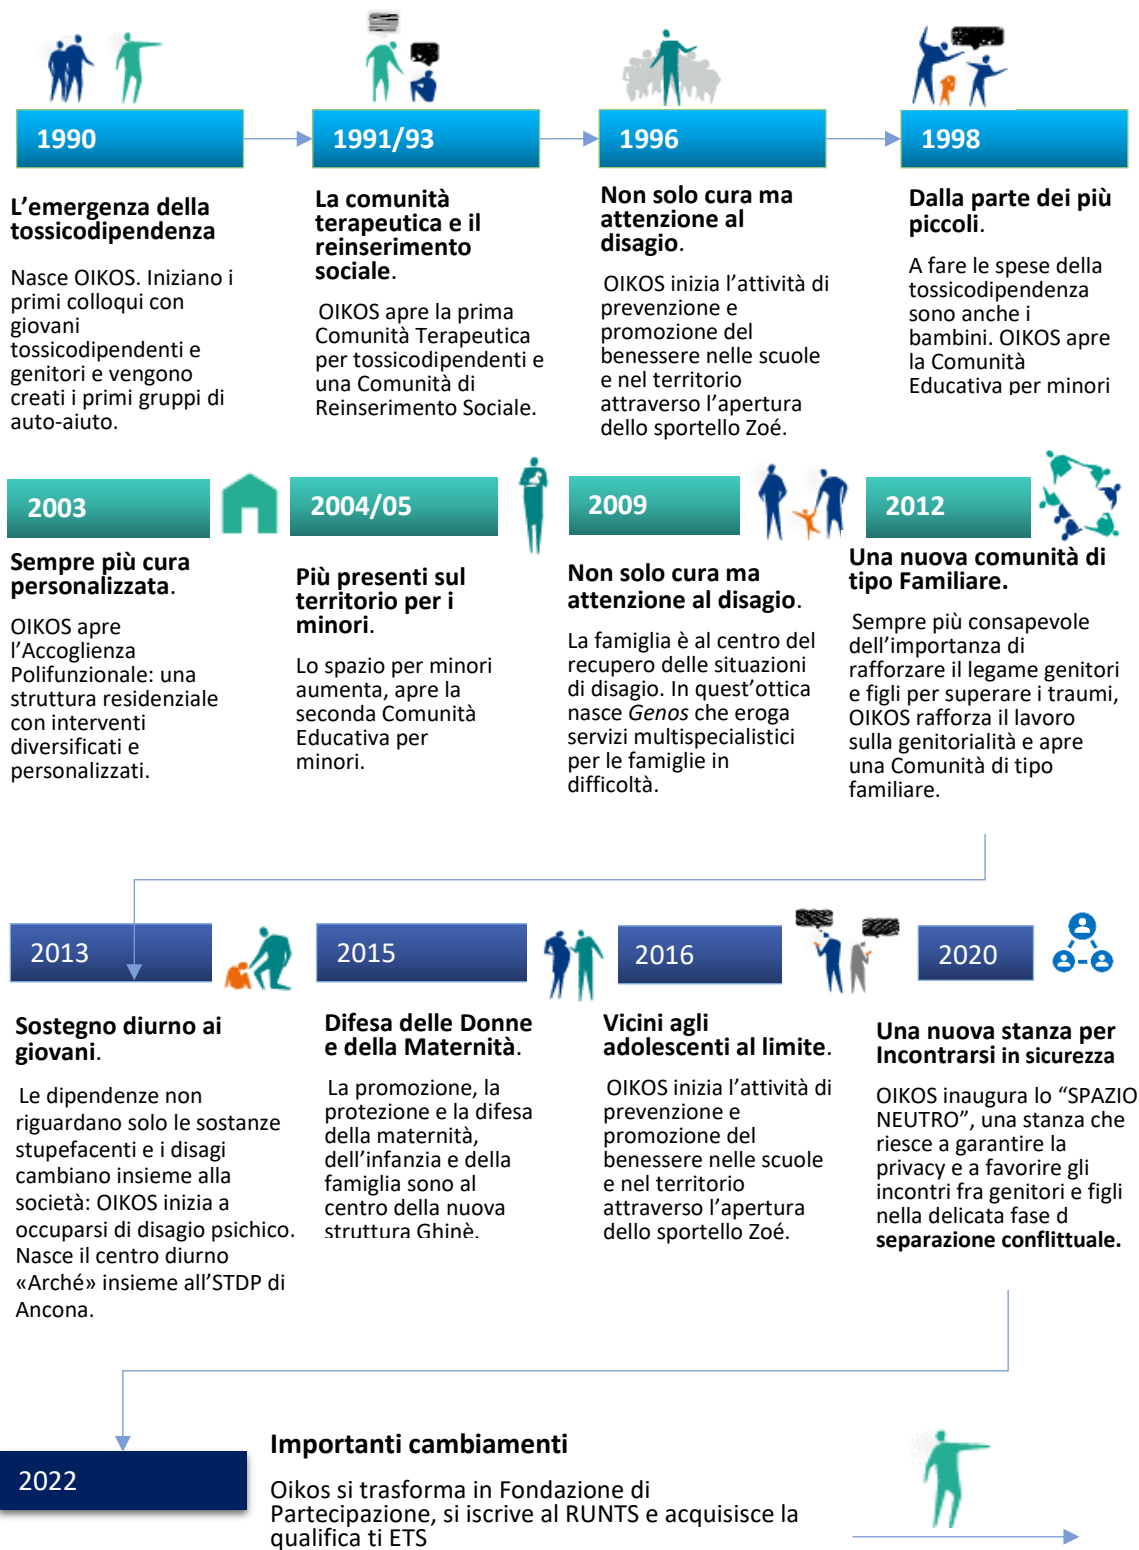 1990
L’emergenza della
tossicodipendenza
Nasce OIKOS. Iniziano i
primi colloqui con
giovani
tossicodipendenti e
genitori e vengono
creati i primi gruppi di
auto-aiuto.
1991/93
La comunità
terapeutica e il
reinserimento
sociale.
OIKOS apre la prima
Comunità Terapeutica
per tossicodipendenti e
una Comunità di
Reinserimento Sociale.
1996
Non solo cura ma
attenzione al
disagio.
OIKOS inizia l’attività di
prevenzione e
promozione del
benessere nelle scuole
e nel territorio
attraverso l’apertura
dello sportello Zoé.
1998
Dalla parte dei più
piccoli.
A fare le spese della
tossicodipendenza
sono anche i
bambini. OIKOS apre
la Comunità
Educativa per minori
2003
Sempre più cura
personalizzata.
OIKOS apre
l’Accoglienza
Polifunzionale: una
struttura residenziale
con interventi
diversificati e
personalizzati.
2004/05
Più presenti sul
territorio per i
minori.
Lo spazio per minori
aumenta, apre la
seconda Comunità
Educativa per
minori.
2009
Non solo cura ma
attenzione al disagio.
La famiglia è al centro del
recupero delle situazioni
di disagio. In quest’ottica
nasce Genos che eroga
servizi multispecialistici
per le famiglie in
difficoltà.
2012
Una nuova comunità di
tipo Familiare.
Sempre più consapevole
dell’importanza di
rafforzare il legame genitori
e figli per superare i traumi,
OIKOS rafforza il lavoro
sulla genitorialità e apre
una Comunità di tipo
familiare.
2013
Sostegno diurno ai
giovani.
Le dipendenze non
riguardano solo le sostanze
stupefacenti e i disagi
cambiano insieme alla
società: OIKOS inizia a
occuparsi di disagio psichico.
Nasce il centro diurno
«Arché» insieme all’STDP di
Ancona.
2015
Difesa delle Donne
e della Maternità.
La promozione, la
protezione e la difesa
della maternità,
dell’infanzia e della
famiglia sono al
centro della nuova
struttura Ghinè.
2016
Vicini agli
adolescenti al limite.
OIKOS inizia l’attività di
prevenzione e
promozione del
benessere nelle scuole
e nel territorio
attraverso l’apertura
dello sportello Zoé.
2020
Una nuova stanza per
Incontrarsi in sicurezza
OIKOS inaugura lo “SPAZIO
NEUTRO”, una stanza che
riesce a garantire la
privacy e a favorire gli
incontri fra genitori e figli
nella delicata fase d
separazione conflittuale.
2022
Importanti cambiamenti
Oikos si trasforma in Fondazione di
Partecipazione, si iscrive al RUNTS e acquisisce la
qualifica ti ETS